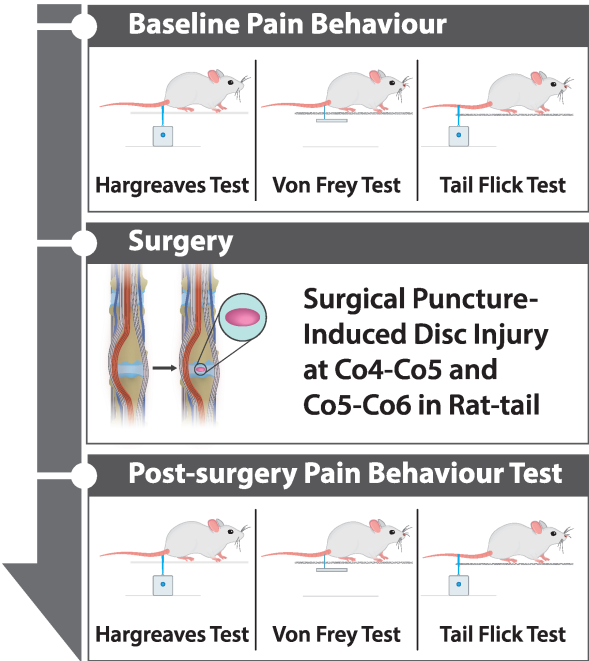 Baseline Pain Behaviour
Hargreaves Test
Von Frey Test
Tail Flick Test
Surgery
Surgical Puncture-
Induced Disc Injury
at Co4-Co5 and
Co5-Co6 in Rat-tail
Post-surgery Pain Behaviour Test
Hargreaves Test
Von Frey Test
Tail Flick Test